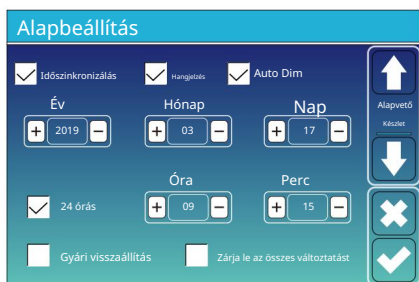 Alapbeállítás
Időszinkronizálás
Hangjelzés
Auto Dim
Év
Hónap
Nap
+ 2019 −
+ 03 −
+ 17 −
Alapvető
Készlet
Óra
Perc
24 órás
+ 09 −
+ 15 −
Gyári visszaállítás
Zárja le az összes változtatást